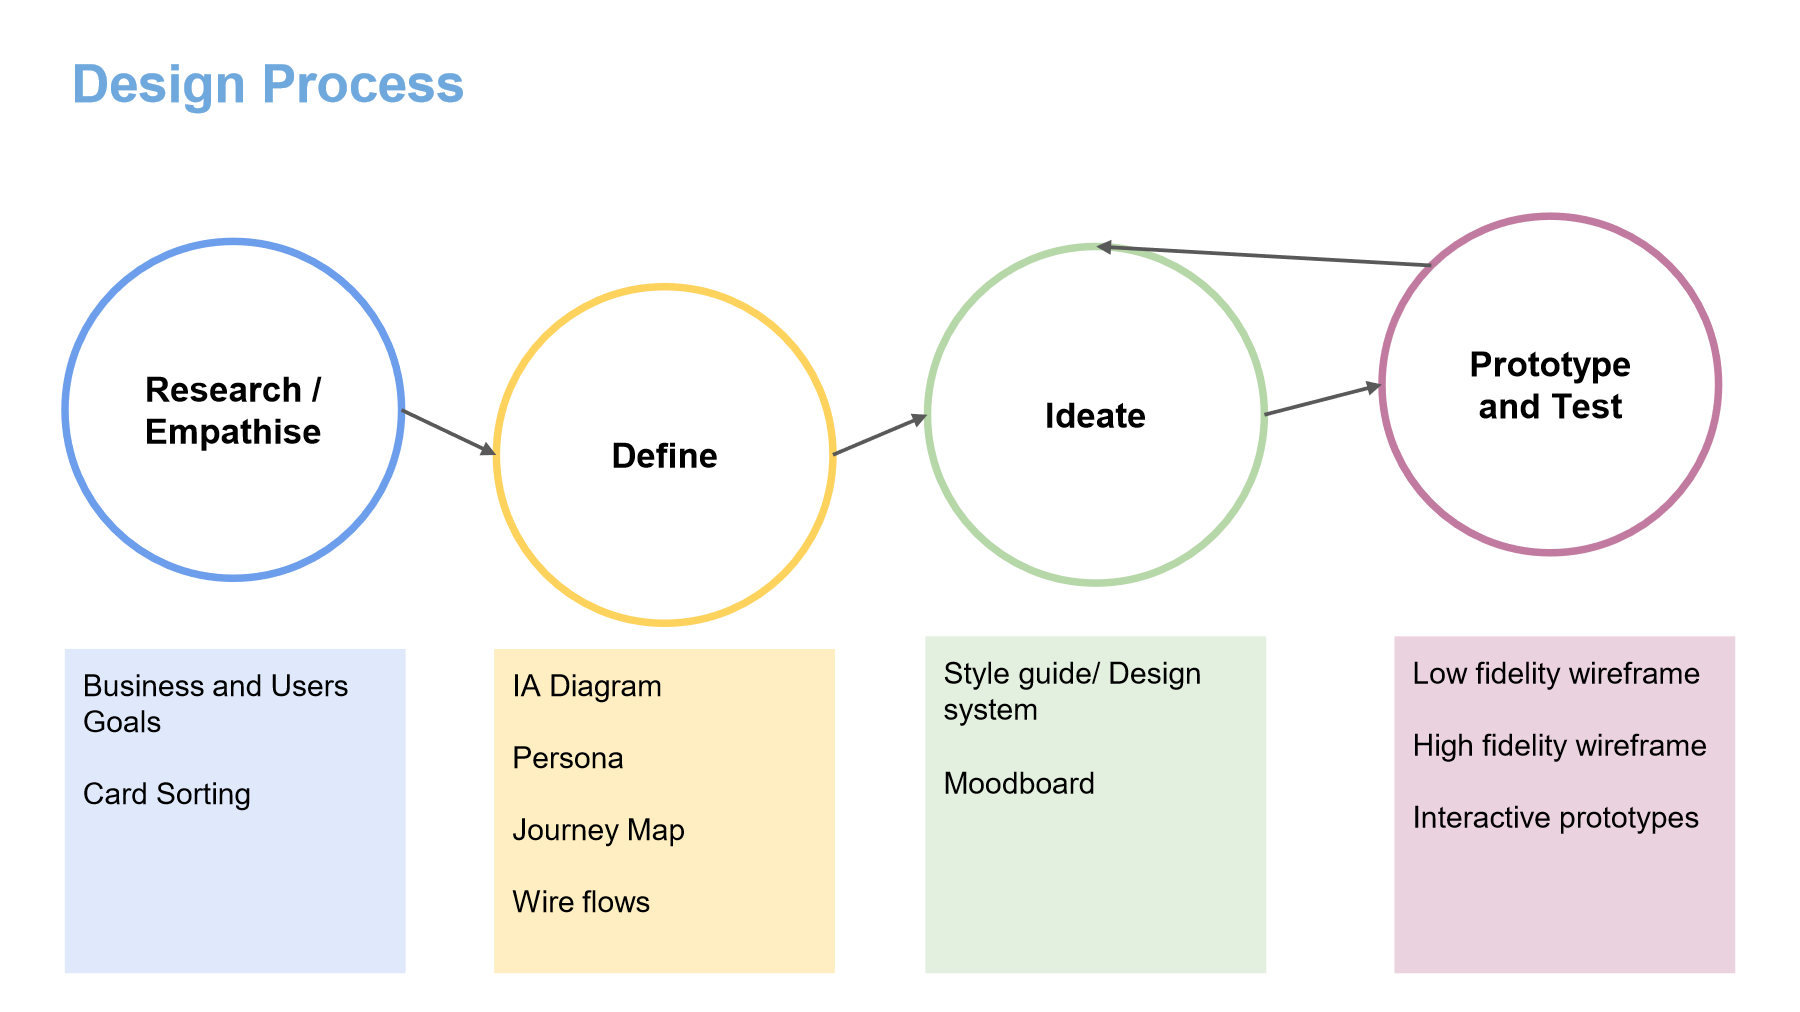 Design Process
Research /
Empathise
Define
Ideate
Prototype
and Test
Business and Users
Goals
Card Sorting
IA Diagram
Persona
Journey Map
Wire flows
Style guide/ Design
system
Moodboard
Low fidelity wireframe
High fidelity wireframe
Interactive prototypes